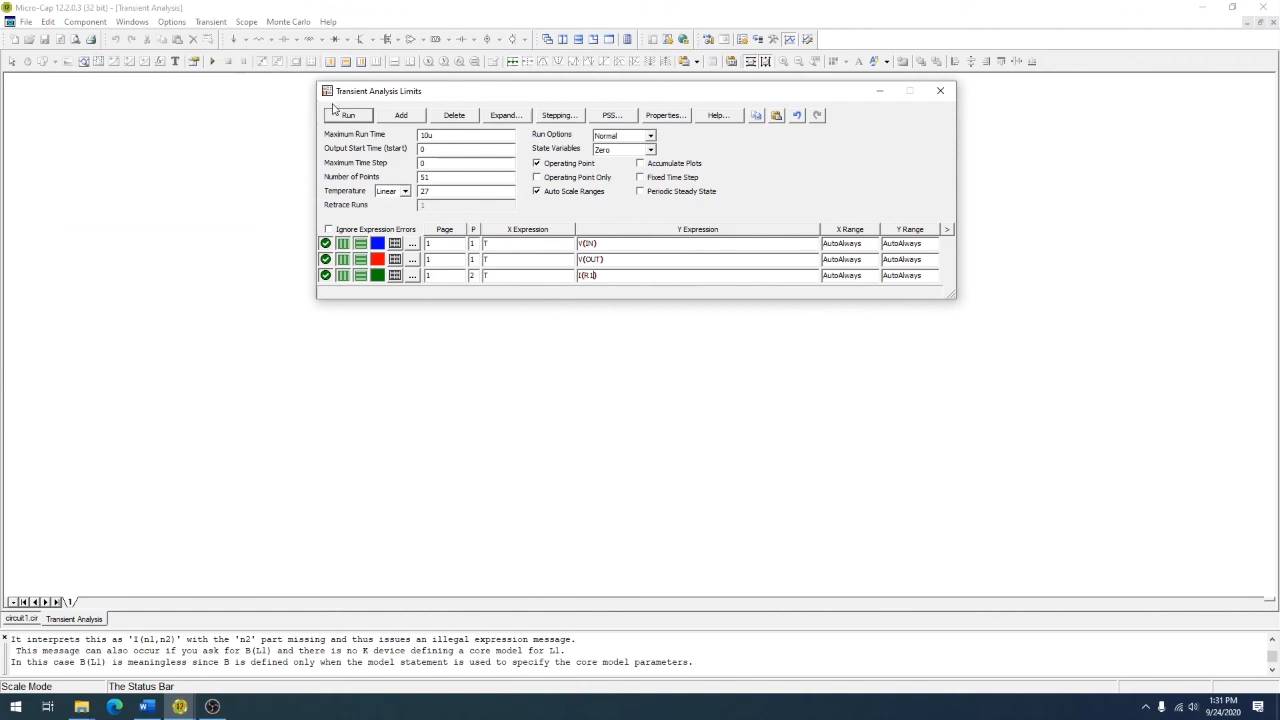 Micro-Cap 12.2.0.3 (32 bit) - [Transient Analysis]
File Edit Component Windows Options Transient Scope Monte Carlo Help
Transient Analysis Limits
Run Add Delete Expand... Stepping... PSS... Properties... Help...
Maximum Run Time 10u Run Options Normal
Output Start Time (tstart) 0 State Variables Zero
Maximum Time Step 0 Operating Point Accumulate Plots
Number of Points 51 Operating Point Only Fixed Time Step
Temperature Linear 27 Auto Scale Ranges Periodic Steady State
Retrace Runs 1
Ignore Expression Errors Page P X Expression Y Expression X Range Y Range >
... 1 1 T V(IN) AutoAlways AutoAlways
... 1 1 T V(OUT) AutoAlways AutoAlways
... 1 2 T I(R1) AutoAlways AutoAlways
1
circuit1.cir Transient Analysis
It interprets this as 'I(n1,n2)' with the 'n2' part missing and thus issues an illegal expression message.
This message can also occur if you ask for B(L1) and there is no K device defining a core model for L1.
In this case B(L1) is meaningless since B is defined only when the model statement is used to specify the core model parameters.
Scale Mode The Status Bar
1:31 PM
9/24/2020